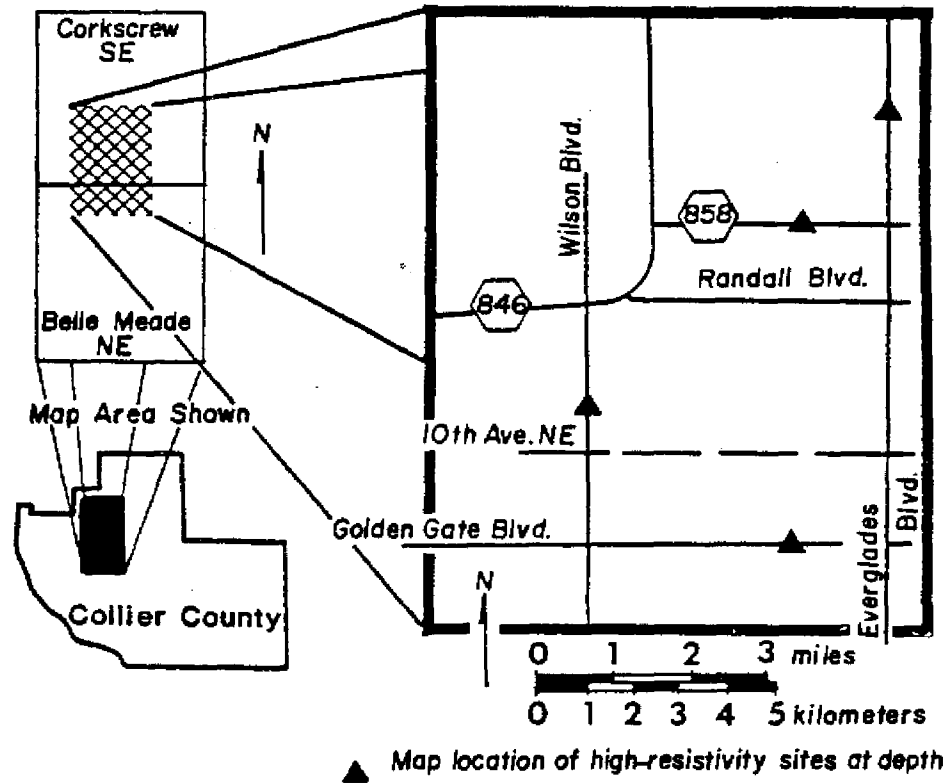 Corkscrew
SE
N
Belle Meade
NE
Map Area Shown
Collier County
Wilson Blvd.
858
Randall Blvd.
846
10th Ave. NE
Golden Gate Blvd.
Everglades Blvd.
N
0 1 2 3 miles
0 1 2 3 4 5 kilometers
Map location of high-resistivity sites at depth